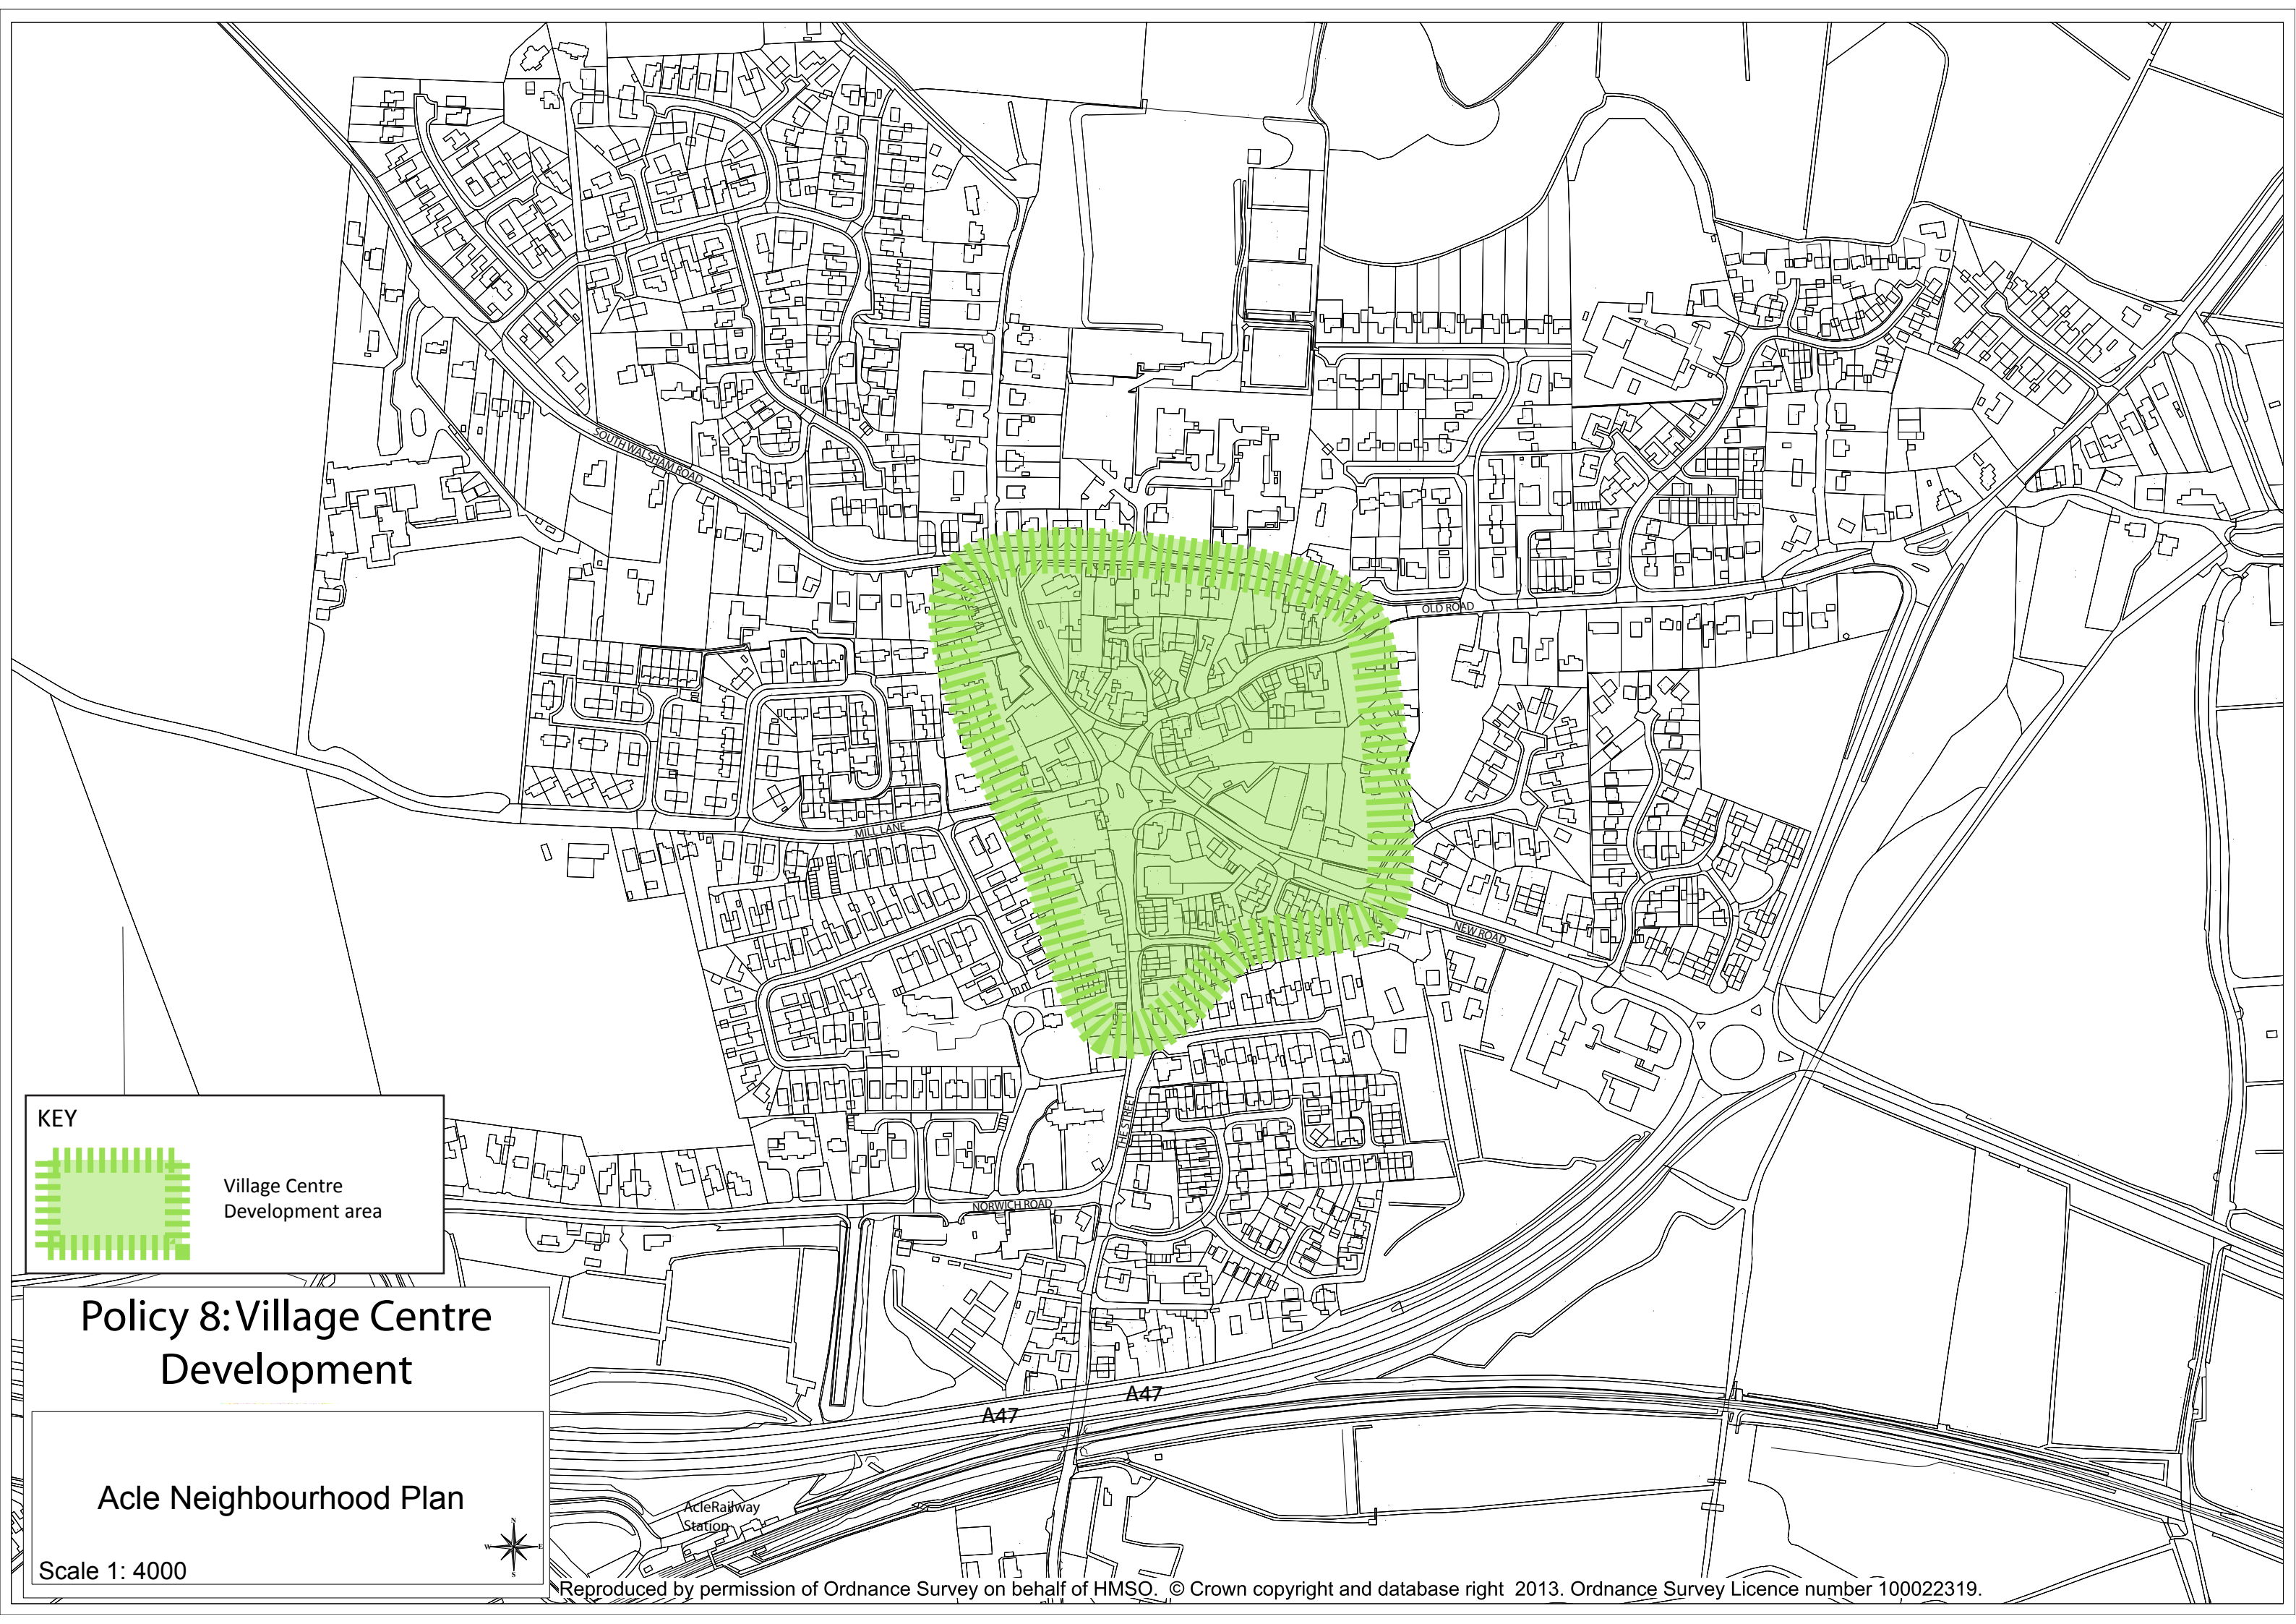 SOUTH WALSHAM ROAD
OLD ROAD
MILL LANE
NEW ROAD
THE STREET
NORWICH ROAD
A47
A47
AcleRailway
Station
KEY
Village Centre
Development area
Policy 8: Village Centre
Development
Acle Neighbourhood Plan
N
W
E
S
Scale 1: 4000
Reproduced by permission of Ordnance Survey on behalf of HMSO. © Crown copyright and database right 2013. Ordnance Survey Licence number 100022319.